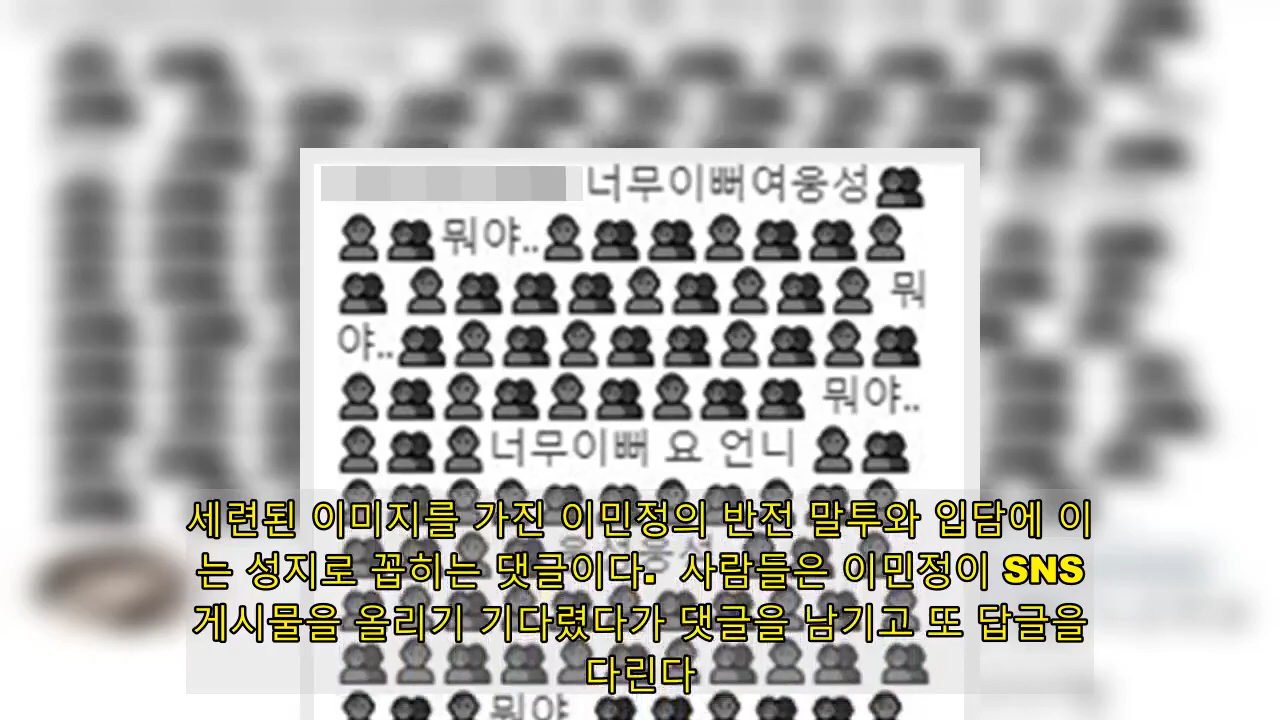 너무이뻐여웅성
뭐야..
뭐
야..
뭐야..
너무이뻐 요 언니
세련된 이미지를 가진 이민정의 반전 말투와 입담에 이
는 성지로 꼽히는 댓글이다. 사람들은 이민정이 SNS
게시물을 올리기 기다렸다가 댓글을 남기고 또 답글을
다린다
뭐야